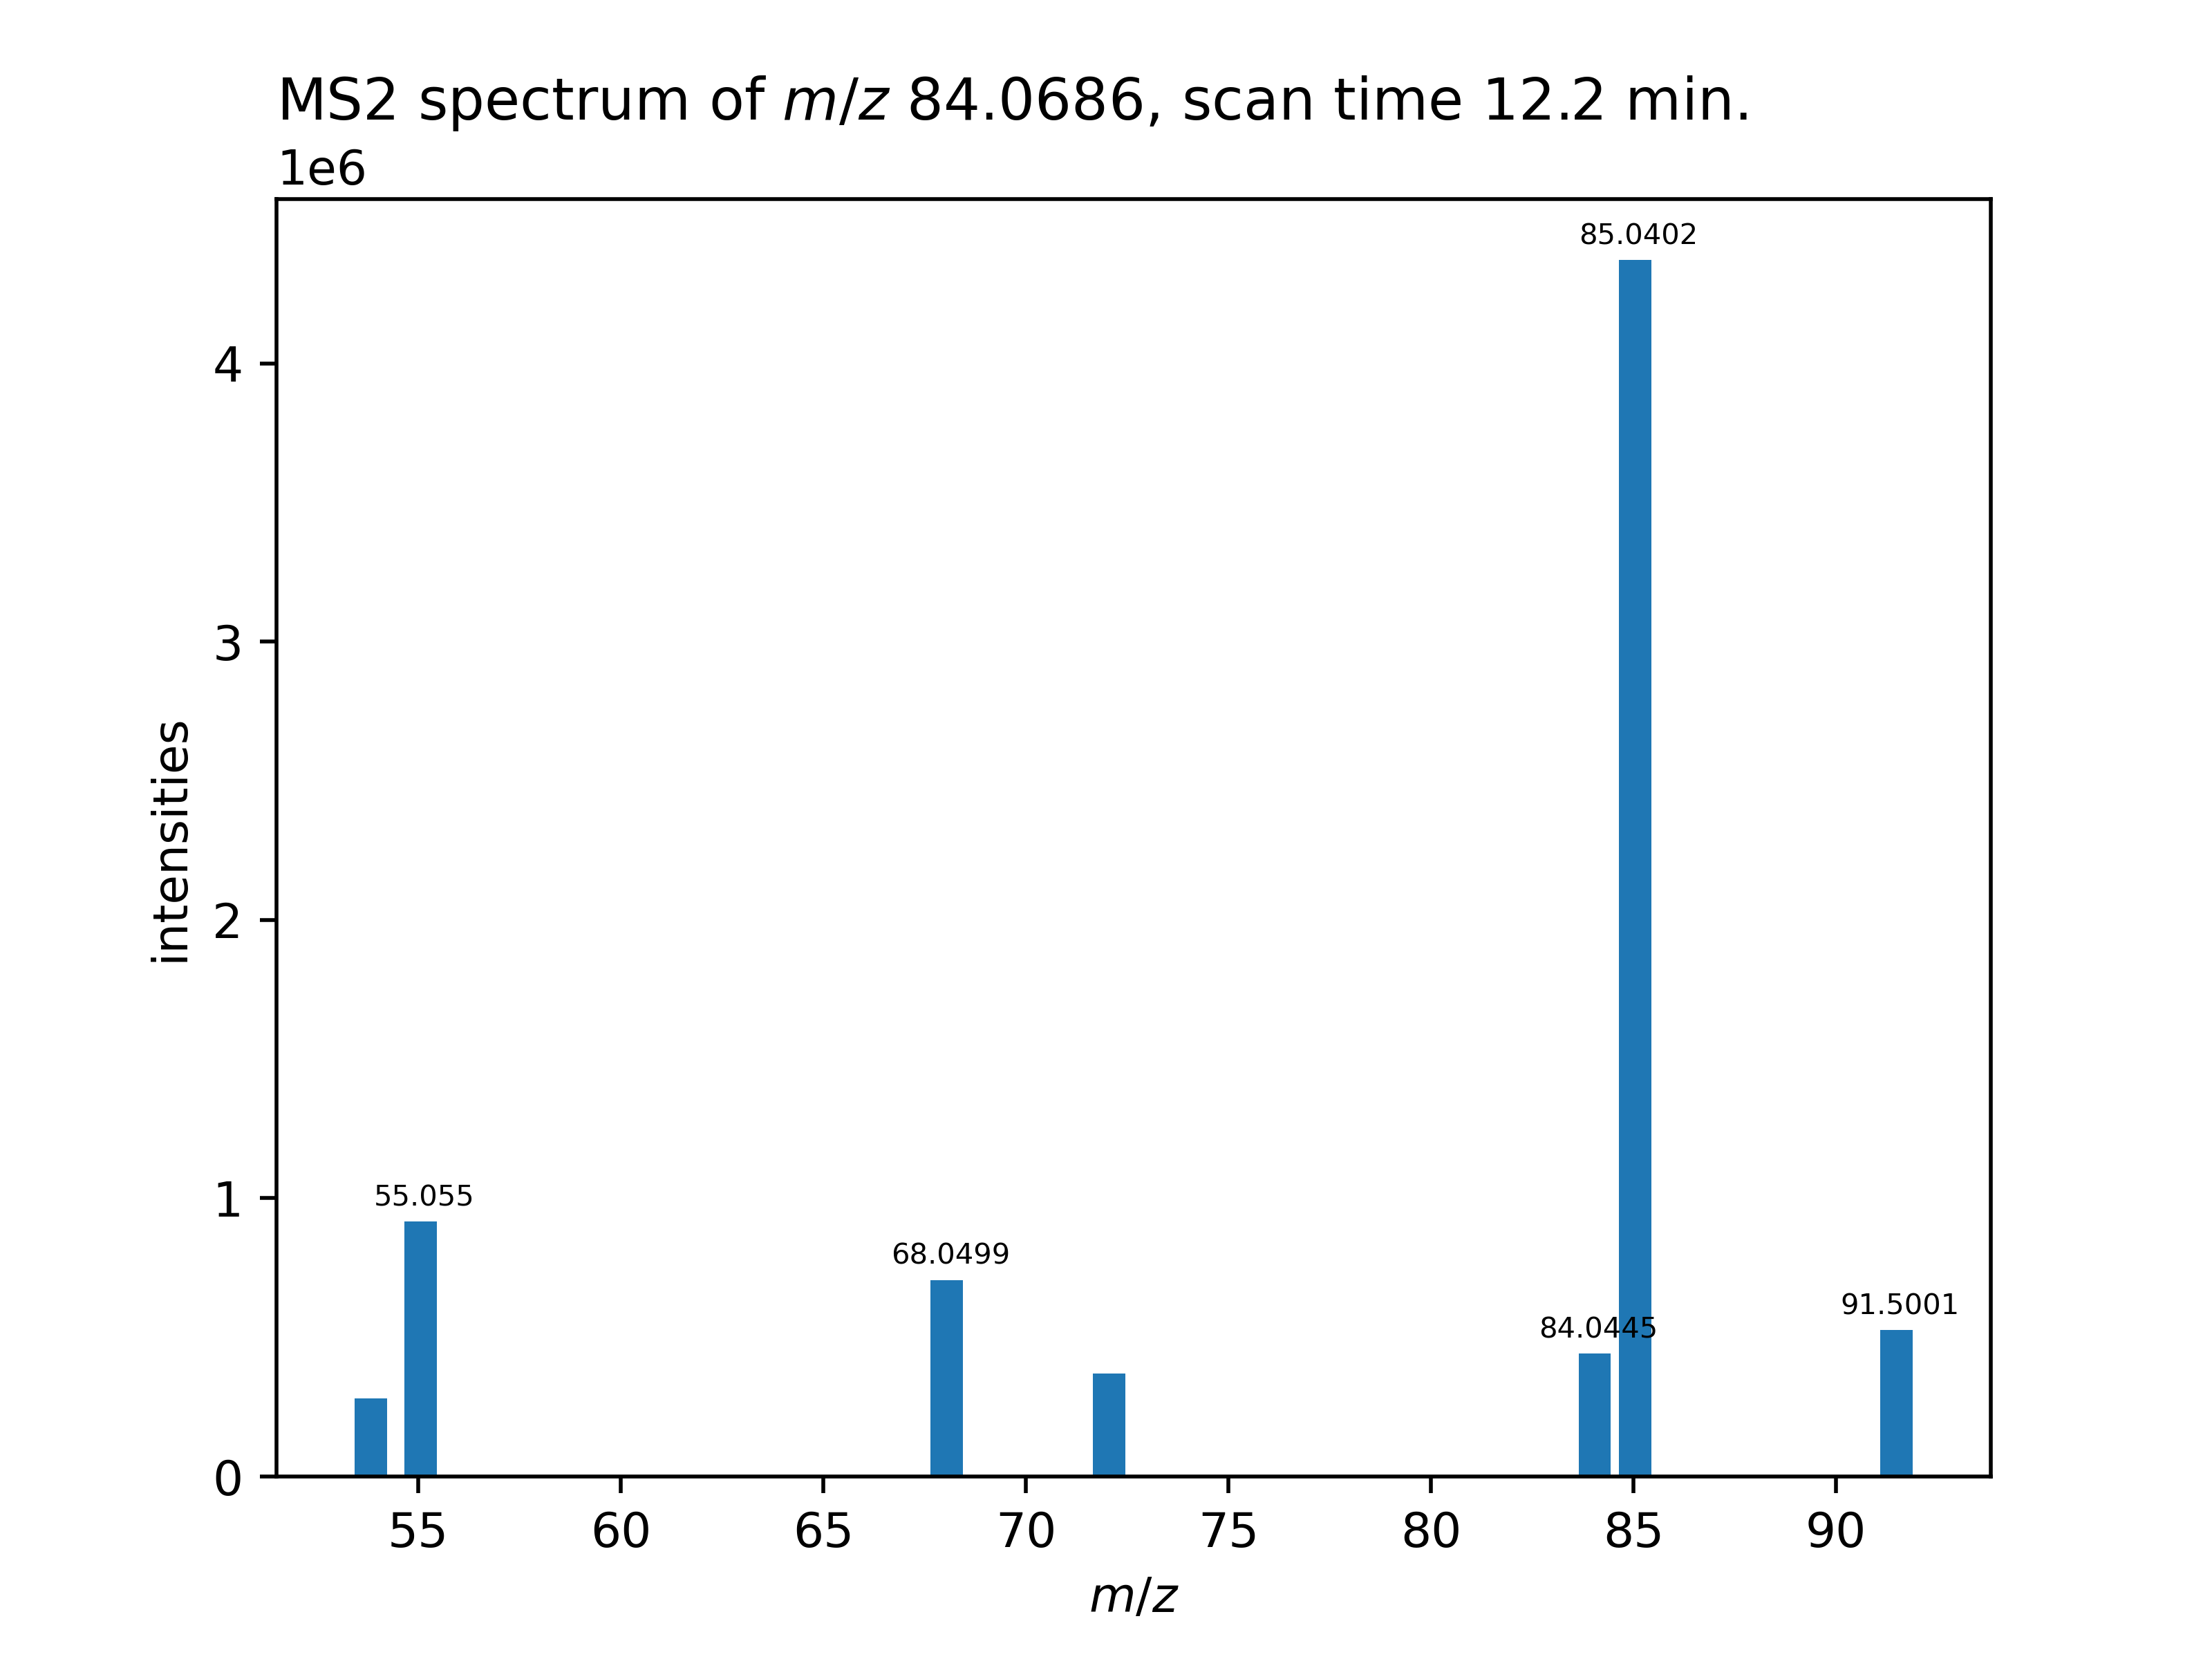 MS2 spectrum of m/z 84.0686, scan time 12.2 min.
1e6
85.0402
4
3
2
1
0
intensities
55.055
68.0499
84.0445
91.5001
55 60 65 70 75 80 85 90
m/z